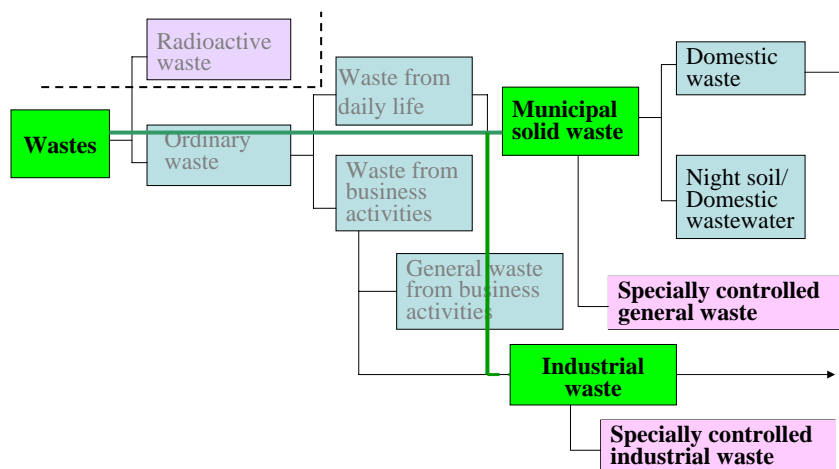 Radioactive
waste
Wastes
Ordinary
waste
Waste from
daily life
Waste from
business
activities
General waste
from business
activities
Municipal
solid waste
Industrial
waste
Domestic
waste
Night soil/
Domestic
wastewater
Specially controlled
general waste
Specially controlled
industrial waste